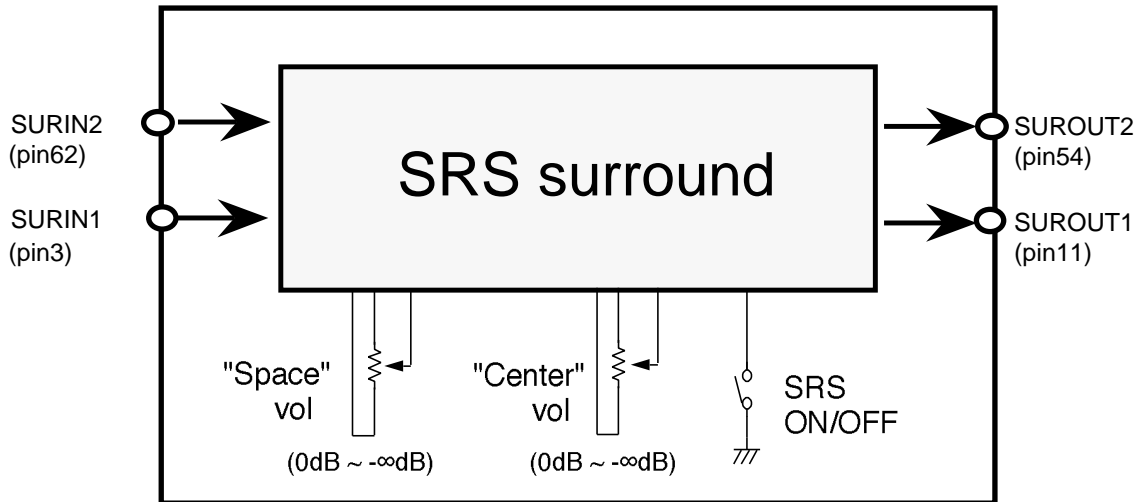 SURIN2
(pin62)
SURIN1
(pin3)
SRS surround
SUROUT2
(pin54)
SUROUT1
(pin11)
"Space"
vol
(0dB ~ -∞dB)
"Center"
vol
(0dB ~ -∞dB)
SRS
ON/OFF